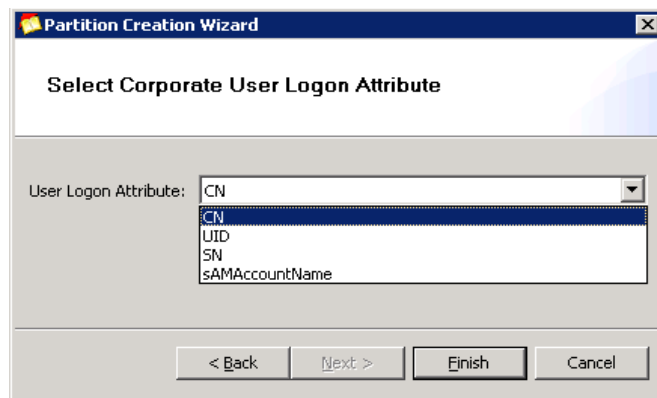 Partition Creation Wizard
Select Corporate User Logon Attribute
User Logon Attribute: CN
CN
UID
SN
sAMAccountName
< Back Next > Finish Cancel